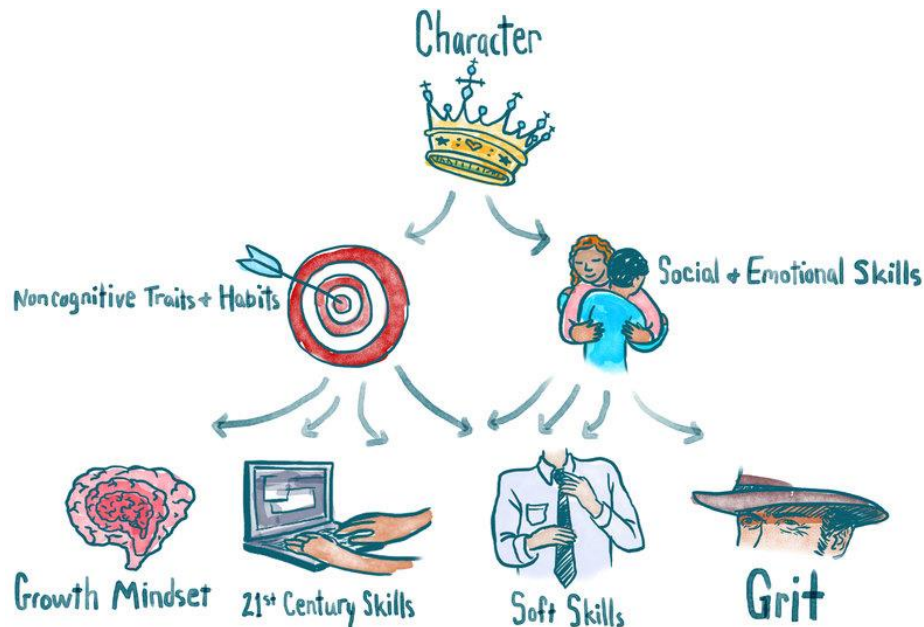 Character
Noncognitive Traits + Habits
Social + Emotional Skills
Growth Mindset
21st Century Skills
Soft Skills
Grit